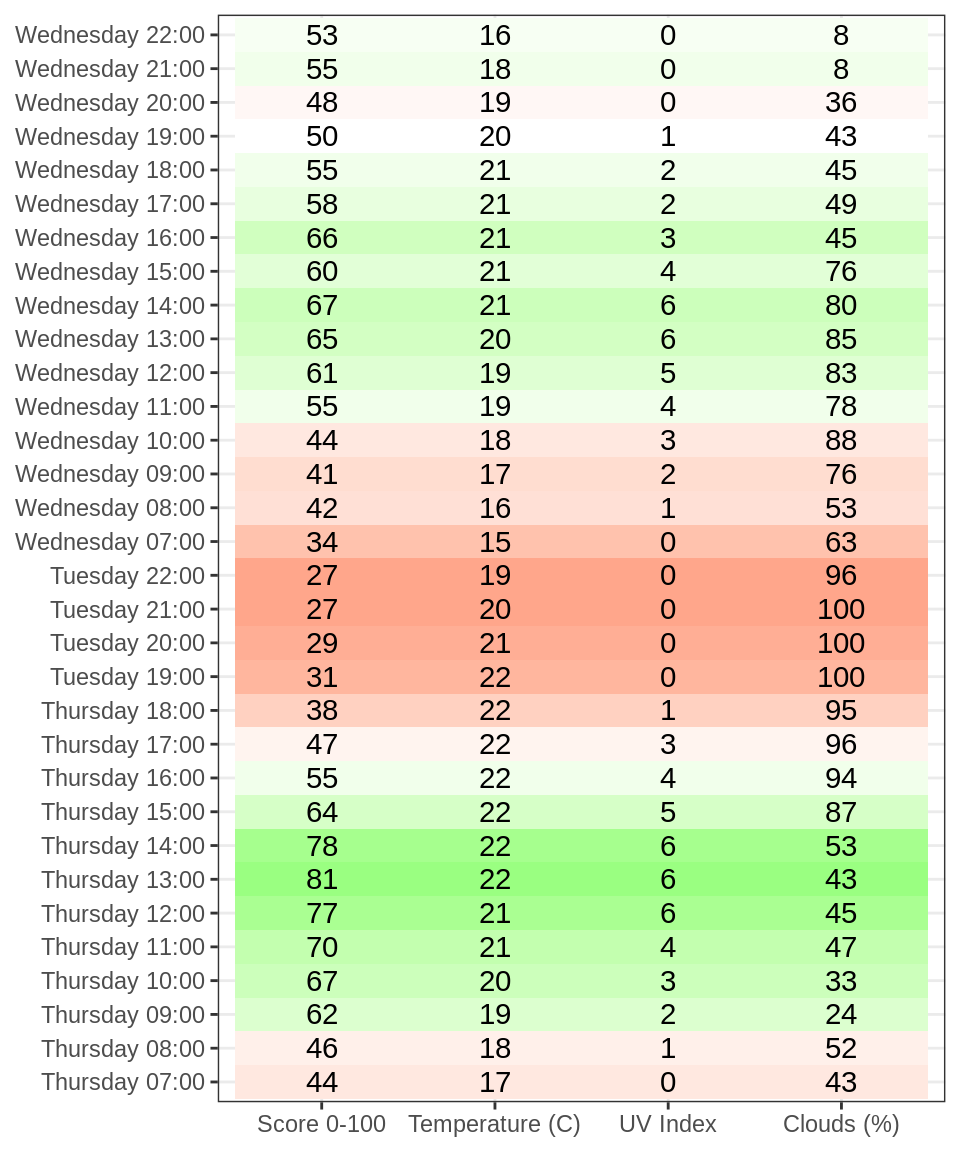 Wednesday 22:00 53 16 0 8
Wednesday 21:00 55 18 0 8
Wednesday 20:00 48 19 0 36
Wednesday 19:00 50 20 1 43
Wednesday 18:00 55 21 2 45
Wednesday 17:00 58 21 2 49
Wednesday 16:00 66 21 3 45
Wednesday 15:00 60 21 4 76
Wednesday 14:00 67 21 6 80
Wednesday 13:00 65 20 6 85
Wednesday 12:00 61 19 5 83
Wednesday 11:00 55 19 4 78
Wednesday 10:00 44 18 3 88
Wednesday 09:00 41 17 2 76
Wednesday 08:00 42 16 1 53
Wednesday 07:00 34 15 0 63
Tuesday 22:00 27 19 0 96
Tuesday 21:00 27 20 0 100
Tuesday 20:00 29 21 0 100
Tuesday 19:00 31 22 0 100
Thursday 18:00 38 22 1 95
Thursday 17:00 47 22 3 96
Thursday 16:00 55 22 4 94
Thursday 15:00 64 22 5 87
Thursday 14:00 78 22 6 53
Thursday 13:00 81 22 6 43
Thursday 12:00 77 21 6 45
Thursday 11:00 70 21 4 47
Thursday 10:00 67 20 3 33
Thursday 09:00 62 19 2 24
Thursday 08:00 46 18 1 52
Thursday 07:00 44 17 0 43
Score 0-100 Temperature (C) UV Index Clouds (%)